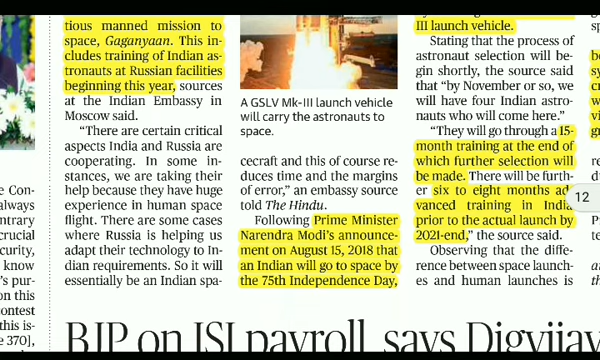 tious manned mission to
space, Gaganyaan. This in-
cludes training of Indian as-
tronauts at Russian facilities
beginning this year, sources
at the Indian Embassy in
Moscow said.
"There are certain critical
aspects India and Russia are
cooperating. In some in-
stances, we are taking their
help because they have huge
experience in human space
flight. There are some cases
where Russia is helping us
adapt their technology to In-
dian requirements. So it will
essentially be an Indian spa-
A GSLV Mk-III launch vehicle
will carry the astronauts to
space.
cecraft and this of course re-
duces time and the margins
of error," an embassy source
told The Hindu.
Following Prime Minister
Narendra Modi's announce-
ment on August 15, 2018 that
an Indian will go to space by
the 75th Independence Day,
III launch vehicle.
Stating that the process of
astronaut selection will be-
gin shortly, the source said
that "by November or so, we
will have four Indian astro-
nauts who will come here."
"They will go through a 15-
month training at the end of
which further selection will
be made. There will be furth-
er six to eight months ad-
vanced training in India
prior to the actual launch by
2021-end," the source said.
Observing that the diffe-
rence between space launch-
es and human launches is
12
e Con-
always
ntrary
crucial
curity,
know
's pur-
on this
ontest
this is-
e 370],
BJP on ISI payroll, says Digvijay